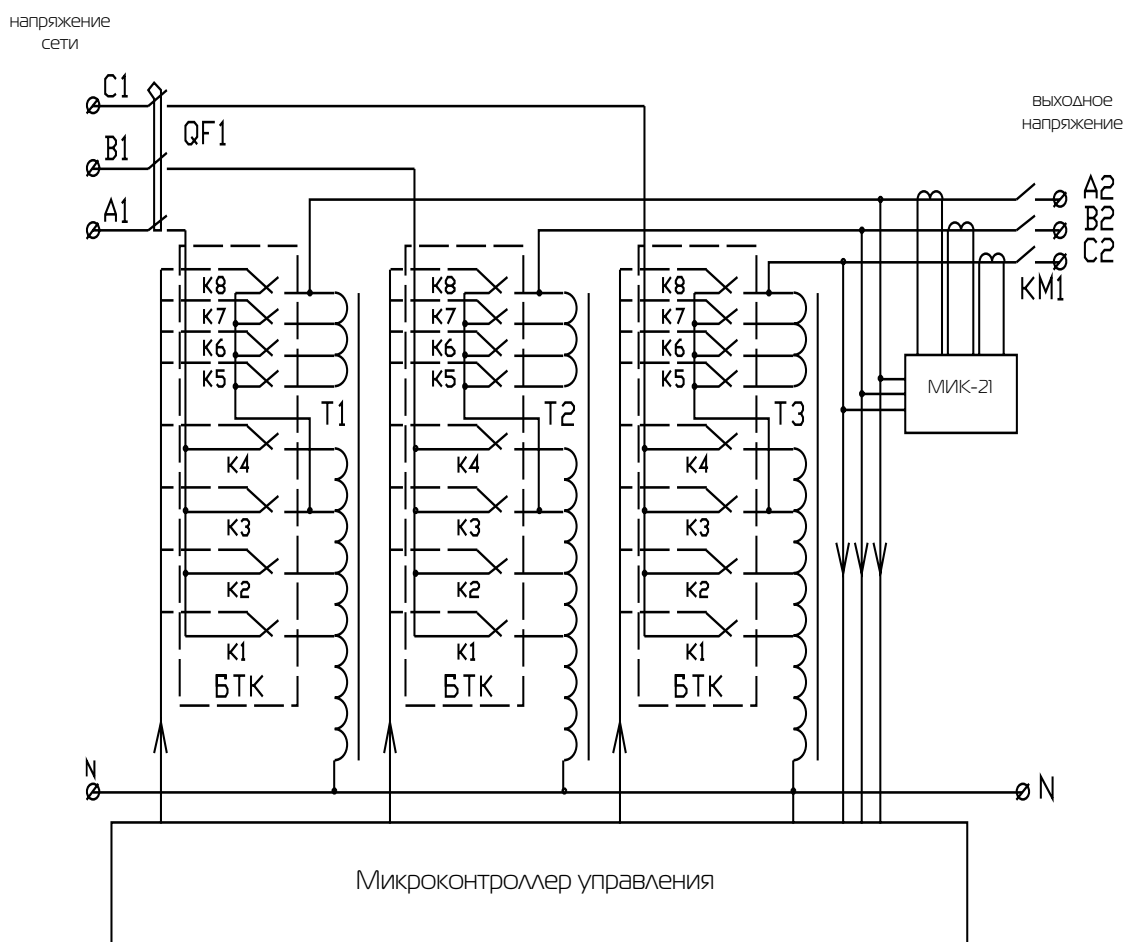 напряжение
сети
C1
B1
QF1
A1
выходное
напряжение
A2
B2
C2
KM1
МИК-21
K8
K7
K6
K5
T1
K4
K3
K2
K1
БТК
K8
K7
K6
K5
T2
K4
K3
K2
K1
БТК
K8
K7
K6
K5
T3
K4
K3
K2
K1
БТК
N
N
Микроконтроллер управления